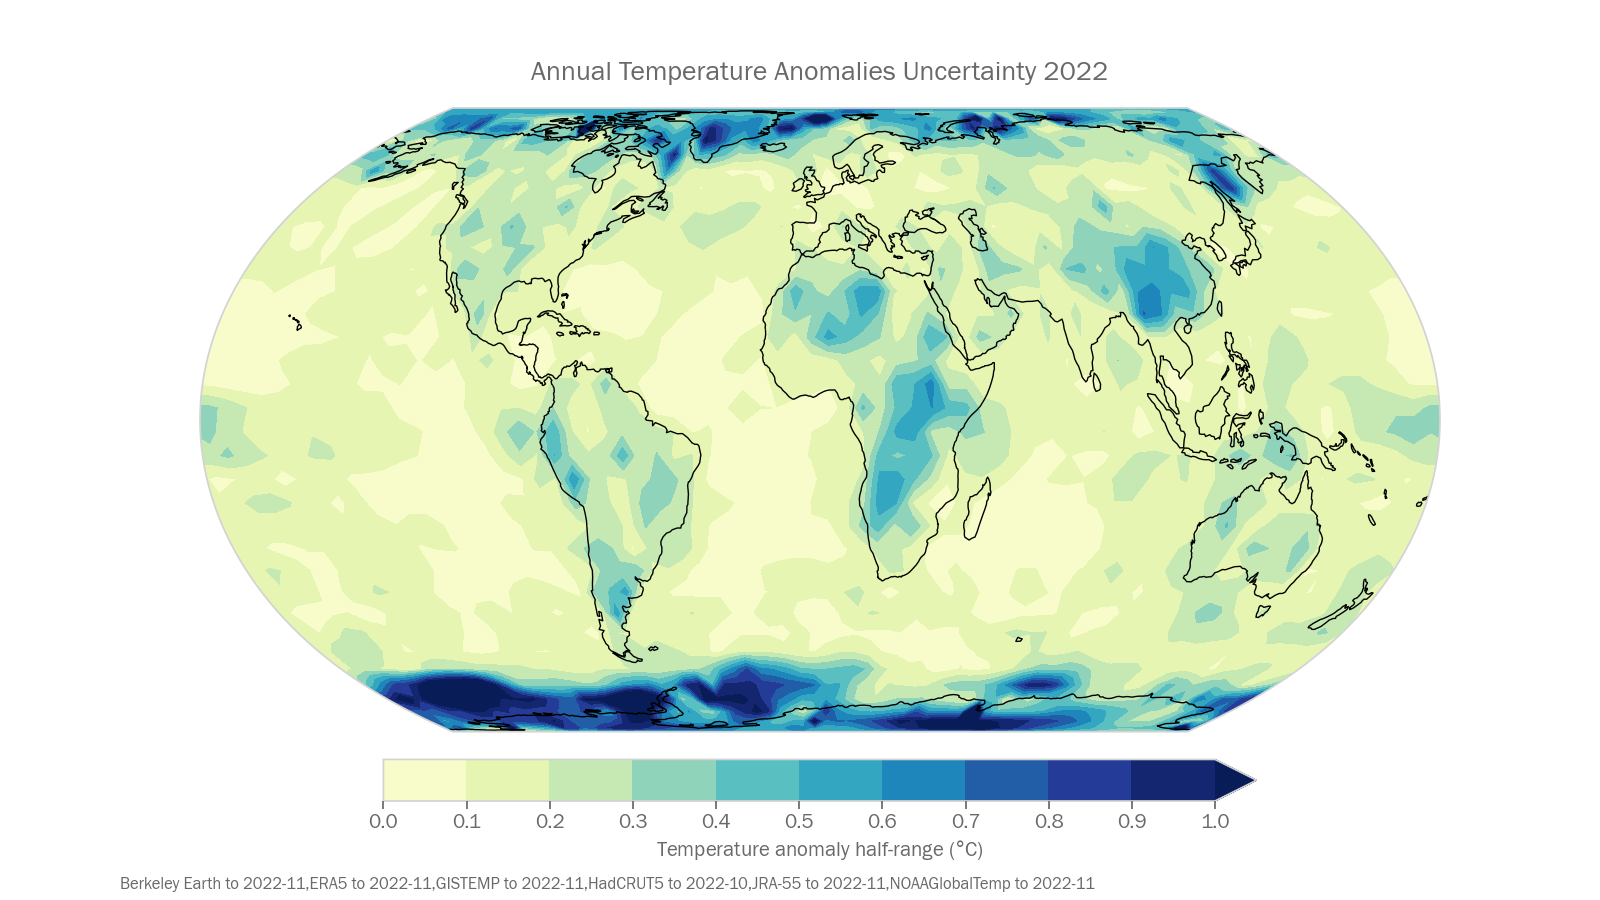 Annual Temperature Anomalies Uncertainty 2022
0.0 0.1 0.2 0.3 0.4 0.5 0.6 0.7 0.8 0.9 1.0
Temperature anomaly half-range (°C)
Berkeley Earth to 2022-11,ERA5 to 2022-11,GISTEMP to 2022-11,HadCRUT5 to 2022-10,JRA-55 to 2022-11,NOAAGlobalTemp to 2022-11